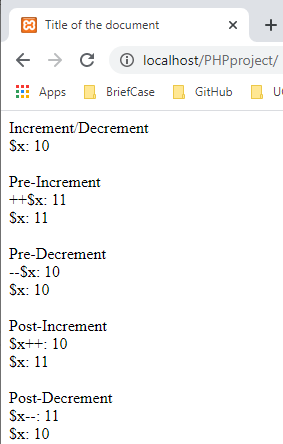 Title of the document
localhost/PHPproject/
Apps BriefCase GitHub
Increment/Decrement
$x: 10
Pre-Increment
++$x: 11
$x: 11
Pre-Decrement
--$x: 10
$x: 10
Post-Increment
$x++: 10
$x: 11
Post-Decrement
$x--: 11
$x: 10